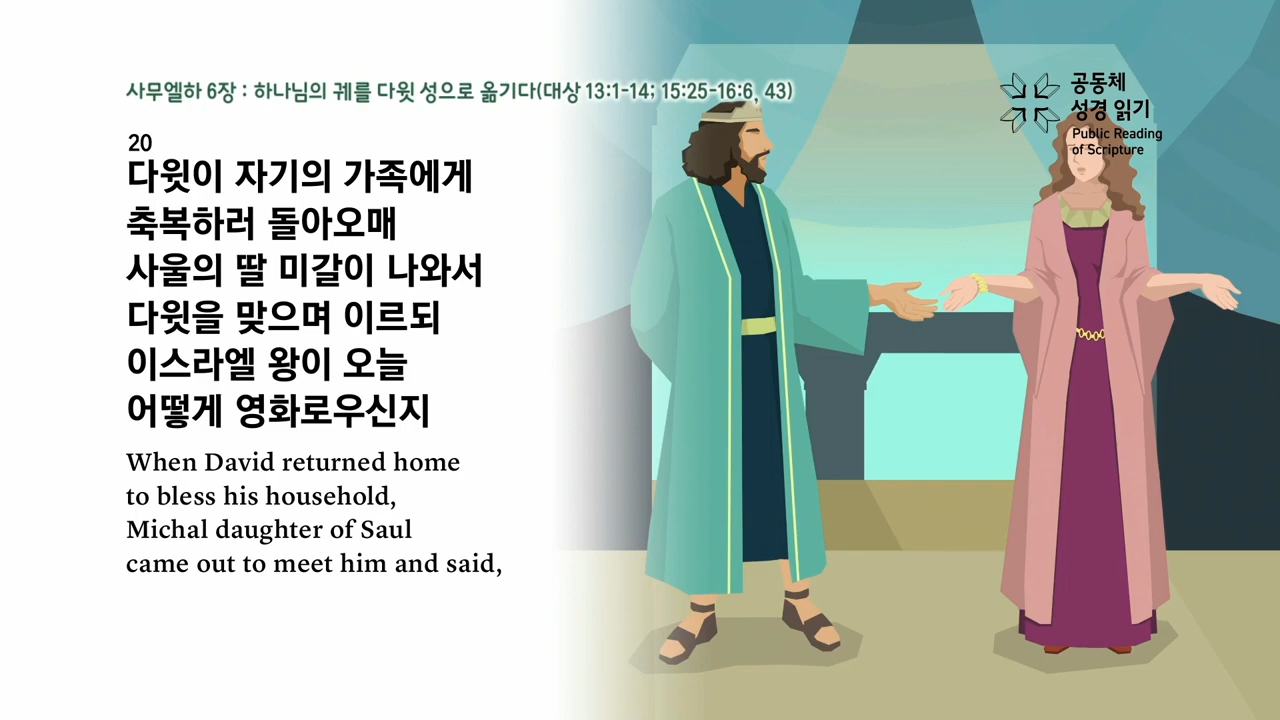 사무엘하 6장 : 하나님의 궤를 다윗 성으로 옮기다(대상 13:1-14; 15:25-16:6, 43)
공동체
성경 읽기
Public Reading
of Scripture
20
다윗이 자기의 가족에게
축복하러 돌아오매
사울의 딸 미갈이 나와서
다윗을 맞으며 이르되
이스라엘 왕이 오늘
어떻게 영화로우신지
When David returned home
to bless his household,
Michal daughter of Saul
came out to meet him and said,